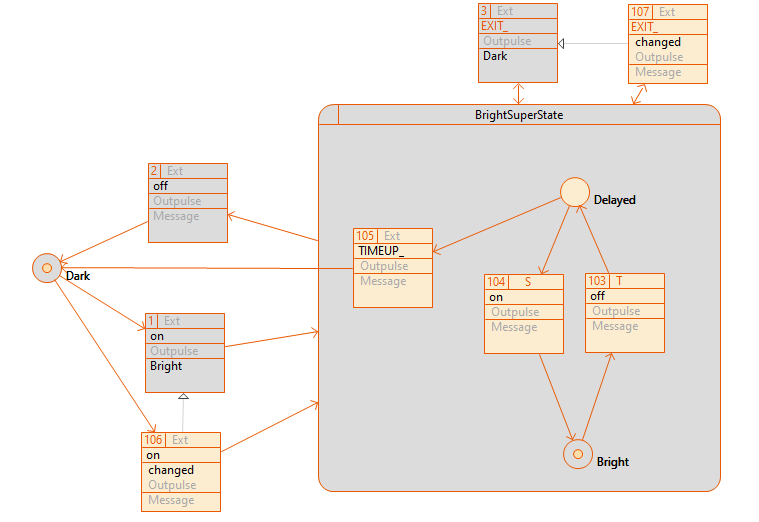 3 Ext
EXIT_
Outpulse
Dark
107 Ext
EXIT_
changed
Outpulse
Message
BrightSuperState
2 Ext
off
Outpulse
Message
Delayed
105 Ext
TIMEUP_
Outpulse
Message
Dark
104 S
on
Outpulse
Message
103 T
off
Outpulse
Message
1 Ext
on
Outpulse
Bright
106 Ext
on
changed
Outpulse
Message
Bright